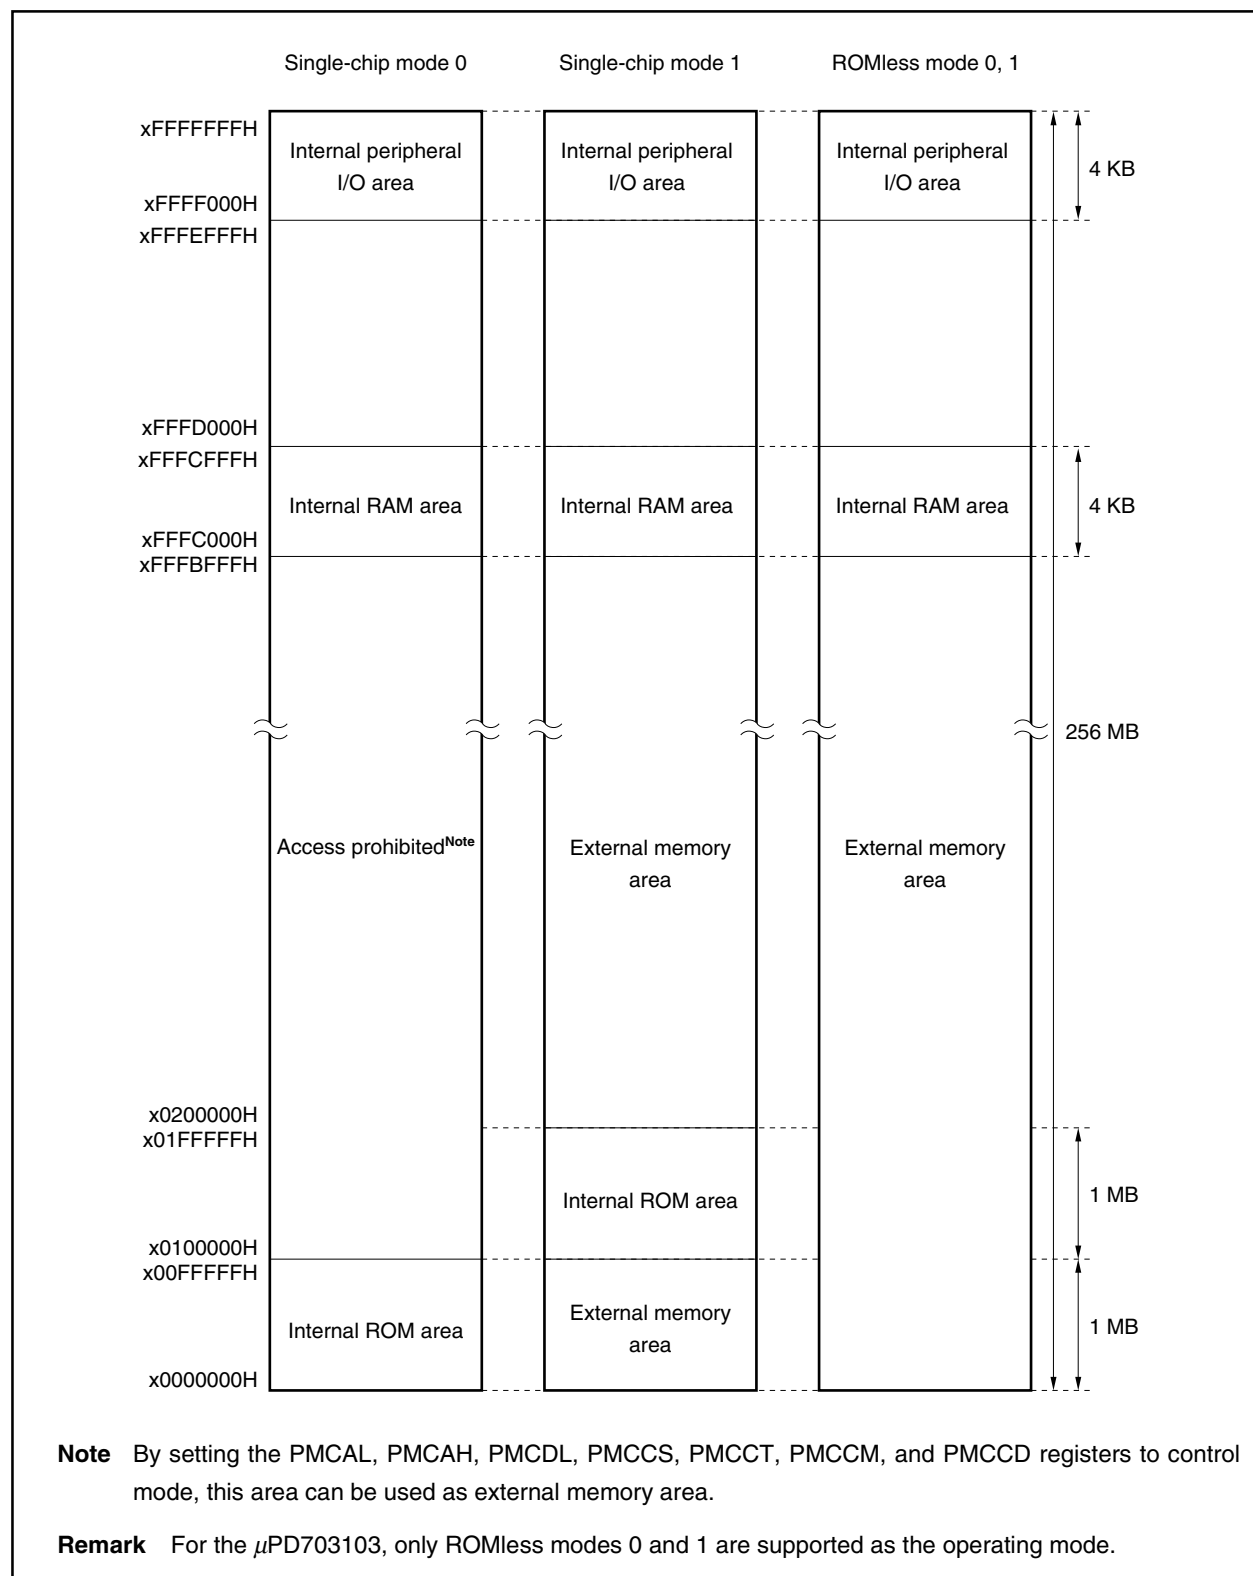 Single-chip mode 0
Single-chip mode 1
ROMless mode 0, 1
xFFFFFFFH
Internal peripheral
I/O area
Internal peripheral
I/O area
Internal peripheral
I/O area
4 KB
xFFFF000H
xFFFEFFFH
xFFFD000H
xFFFCFFFH
Internal RAM area
Internal RAM area
Internal RAM area
4 KB
xFFFC000H
xFFFBFFFH
256 MB
Access prohibitedNote
External memory
area
External memory
area
x0200000H
x01FFFFFH
Internal ROM area
1 MB
x0100000H
x00FFFFFH
Internal ROM area
External memory
area
1 MB
x0000000H
Note By setting the PMCAL, PMCAH, PMCDL, PMCCS, PMCCT, PMCCM, and PMCCD registers to control
mode, this area can be used as external memory area.
Remark For the μPD703103, only ROMless modes 0 and 1 are supported as the operating mode.